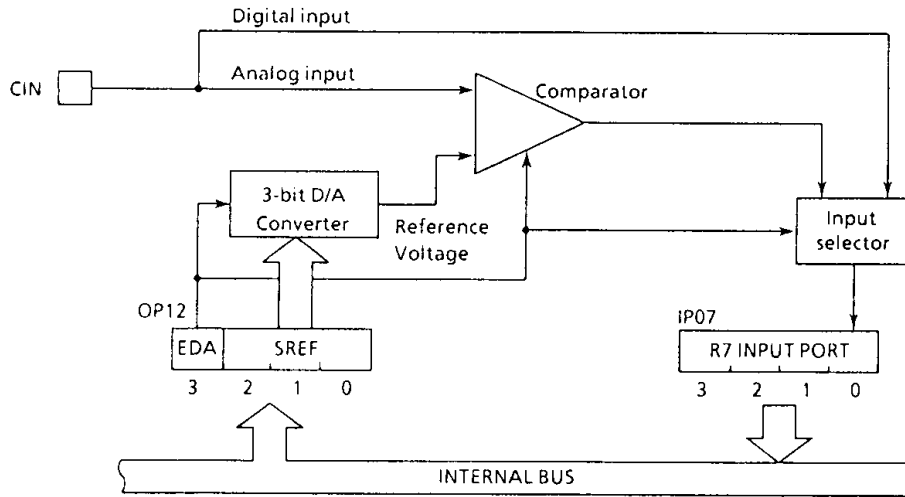 Digital input
CIN
Analog input
Comparator
3-bit D/A
Converter
Reference
Voltage
Input
selector
OP12
IP07
EDA
SREF
R7 INPUT PORT
3 2 1 0
3 2 1 0
INTERNAL BUS